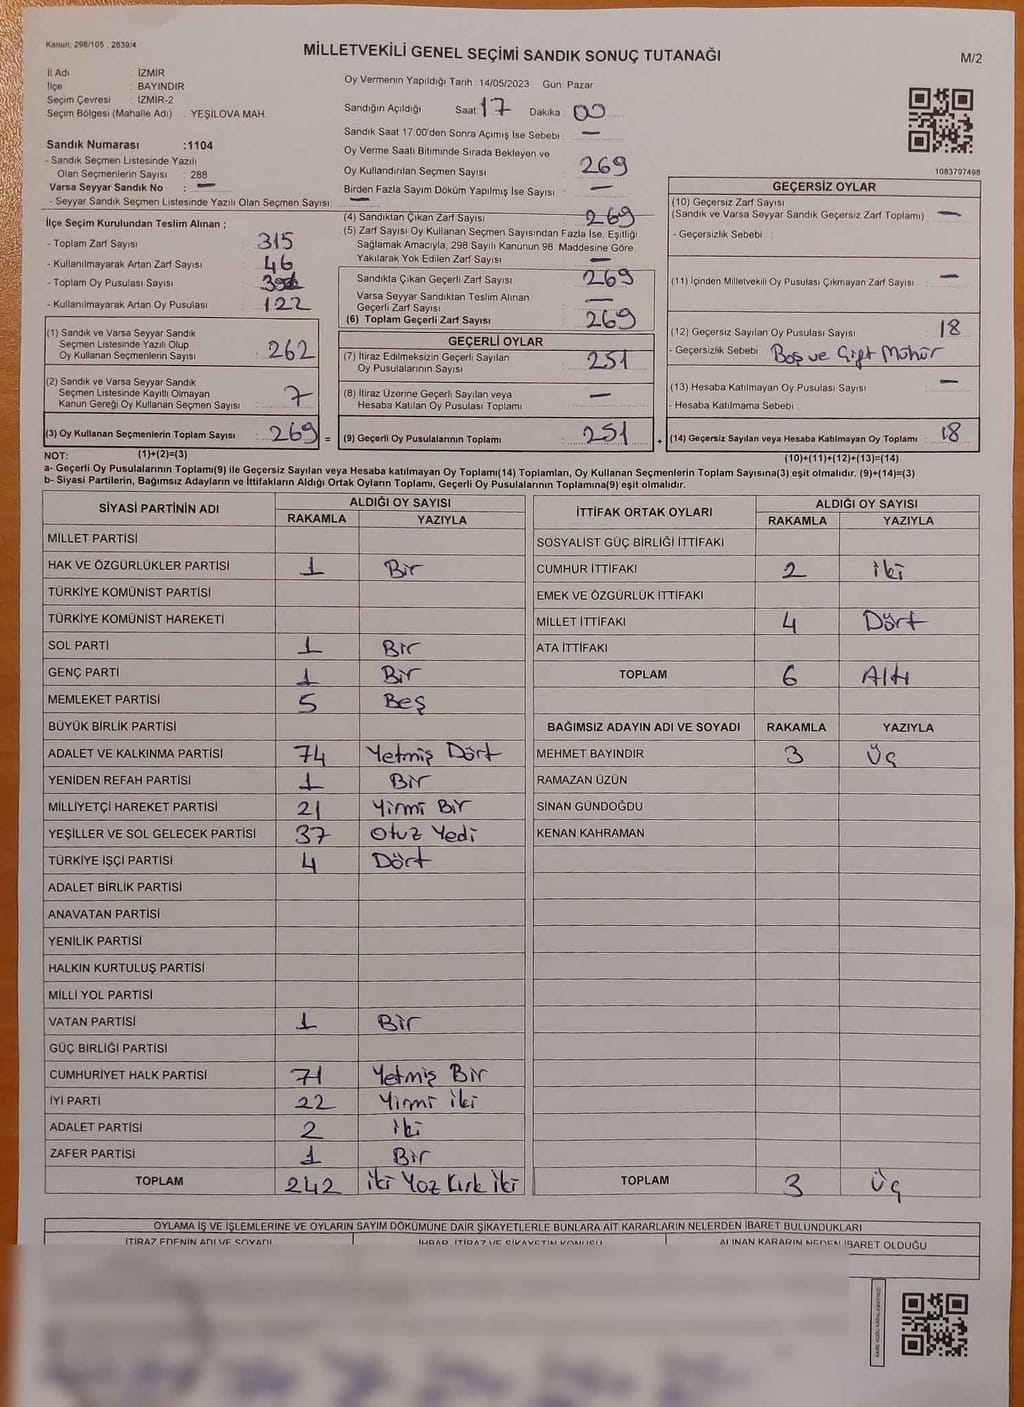 Kanun, 298/105 , 2839/4
MİLLETVEKİLİ GENEL SEÇİMİ SANDIK SONUÇ TUTANAĞI
M/2
İl Adı : İZMİR
İlçe : BAYINDIR
Seçim Çevresi : İZMİR-2
Seçim Bölgesi (Mahalle Adı) : YEŞİLOVA MAH.
Sandık Numarası :1104
- Sandık Seçmen Listesinde Yazılı
Olan Seçmenlerin Sayısı : 288
Varsa Seyyar Sandık No : —
- Seyyar Sandık Seçmen Listesinde Yazılı Olan Seçmen Sayısı: —
Oy Vermenin Yapıldığı Tarih : 14/05/2023 Gün : Pazar
Sandığın Açıldığı Saat 17 Dakika : 00
Sandık Saat 17:00'den Sonra Açımış İse Sebebi : —
Oy Verme Saati Bitiminde Sırada Bekleyen ve
Oy Kullandırılan Seçmen Sayısı : 269
Birden Fazla Sayım Döküm Yapılmış İse Sayısı : —
1083797498
İlçe Seçim Kurulundan Teslim Alınan ;
- Toplam Zarf Sayısı : 315
- Kullanılmayarak Artan Zarf Sayısı : 46
- Toplam Oy Pusulası Sayısı :
- Kullanılmayarak Artan Oy Pusulası : 122
(1) Sandık ve Varsa Seyyar Sandık
Seçmen Listesinde Yazılı Olup
Oy Kullanan Seçmenlerin Sayısı : 262
(2) Sandık ve Varsa Seyyar Sandık
Seçmen Listesinde Kayıtlı Olmayan
Kanun Gereği Oy Kullanan Seçmen Sayısı : 7
(3) Oy Kullanan Seçmenlerin Toplam Sayısı : 269 =
(4) Sandıktan Çıkan Zarf Sayısı : 269
(5) Zarf Sayısı Oy Kullanan Seçmen Sayısından Fazla İse, Eşitliği
Sağlamak Amacıyla, 298 Sayılı Kanunun 98. Maddesine Göre
Yakılarak Yok Edilen Zarf Sayısı : —
Sandıkta Çıkan Geçerli Zarf Sayısı : 269
Varsa Seyyar Sandıktan Teslim Alınan
Geçerli Zarf Sayısı : —
(6) Toplam Geçerli Zarf Sayısı : 269
GEÇERLİ OYLAR
(7) İtiraz Edilmeksizin Geçerli Sayılan
Oy Pusulalarının Sayısı : 251
(8) İtiraz Üzerine Geçerli Sayılan veya
Hesaba Katılan Oy Pusulası Toplamı : —
(9) Geçerli Oy Pusulalarının Toplamı : 251 +
GEÇERSİZ OYLAR
(10) Geçersiz Zarf Sayısı
(Sandık ve Varsa Seyyar Sandık Geçersiz Zarf Toplamı) : —
- Geçersizlik Sebebi :
(11) İçinden Milletvekili Oy Pusulası Çıkmayan Zarf Sayısı : —
(12) Geçersiz Sayılan Oy Pusulası Sayısı : 18
- Geçersizlik Sebebi : Boş ve Çift Mühür
(13) Hesaba Katılmayan Oy Pusulası Sayısı : —
- Hesaba Katılmama Sebebi :
(14) Geçersiz Sayılan veya Hesaba Katılmayan Oy Toplamı : 18
NOT: (1)+(2)=(3) (10)+(11)+(12)+(13)=(14)
a- Geçerli Oy Pusulalarının Toplamı(9) ile Geçersiz Sayılan veya Hesaba katılmayan Oy Toplamı(14) Toplamları, Oy Kullanan Seçmenlerin Toplam Sayısına(3) eşit olmalıdır. (9)+(14)=(3)
b- Siyasi Partilerin, Bağımsız Adayların ve İttifakların Aldığı Ortak Oyların Toplamı, Geçerli Oy Pusulalarının Toplamına(9) eşit olmalıdır.
SİYASİ PARTİNİN ADI ALDIĞI OY SAYISI
RAKAMLA YAZIYLA
MİLLET PARTİSİ
HAK VE ÖZGÜRLÜKLER PARTİSİ 1 Bir
TÜRKİYE KOMÜNİST PARTİSİ
TÜRKİYE KOMÜNİST HAREKETİ
SOL PARTİ 1 Bir
GENÇ PARTİ 1 Bir
MEMLEKET PARTİSİ 5 Beş
BÜYÜK BİRLİK PARTİSİ
ADALET VE KALKINMA PARTİSİ 74 Yetmiş Dört
YENİDEN REFAH PARTİSİ 1 Bir
MİLLİYETÇİ HAREKET PARTİSİ 21 Yirmi Bir
YEŞİLLER VE SOL GELECEK PARTİSİ 37 Otuz Yedi
TÜRKİYE İŞÇİ PARTİSİ 4 Dört
ADALET BİRLİK PARTİSİ
ANAVATAN PARTİSİ
YENİLİK PARTİSİ
HALKIN KURTULUŞ PARTİSİ
MİLLİ YOL PARTİSİ
VATAN PARTİSİ 1 Bir
GÜÇ BİRLİĞİ PARTİSİ
CUMHURİYET HALK PARTİSİ 71 Yetmiş Bir
İYİ PARTİ 22 Yirmi İki
ADALET PARTİSİ 2 İki
ZAFER PARTİSİ 1 Bir
TOPLAM 242 İki Yüz Kırk İki
İTTİFAK ORTAK OYLARI ALDIĞI OY SAYISI
RAKAMLA YAZIYLA
SOSYALİST GÜÇ BİRLİĞİ İTTİFAKI
CUMHUR İTTİFAKI 2 İki
EMEK VE ÖZGÜRLÜK İTTİFAKI
MİLLET İTTİFAKI 4 Dört
ATA İTTİFAKI
TOPLAM 6 Altı
BAĞIMSIZ ADAYIN ADI VE SOYADI RAKAMLA YAZIYLA
MEHMET BAYINDIR 3 Üç
RAMAZAN ÜZÜN
SİNAN GÜNDOĞDU
KENAN KAHRAMAN
TOPLAM 3 Üç
OYLAMA İŞ VE İŞLEMLERİNE VE OYLARIN SAYIM DÖKÜMÜNE DAİR ŞİKAYETLERLE BUNLARA AİT KARARLARIN NELERDEN İBARET BULUNDUKLARI
İTİRAZ EDENİN ADI VE SOYADI İHBAR, İTİRAZ VE ŞİKAYETİN KONUSU ALINAN KARARIN NEDEN İBARET OLDUĞU